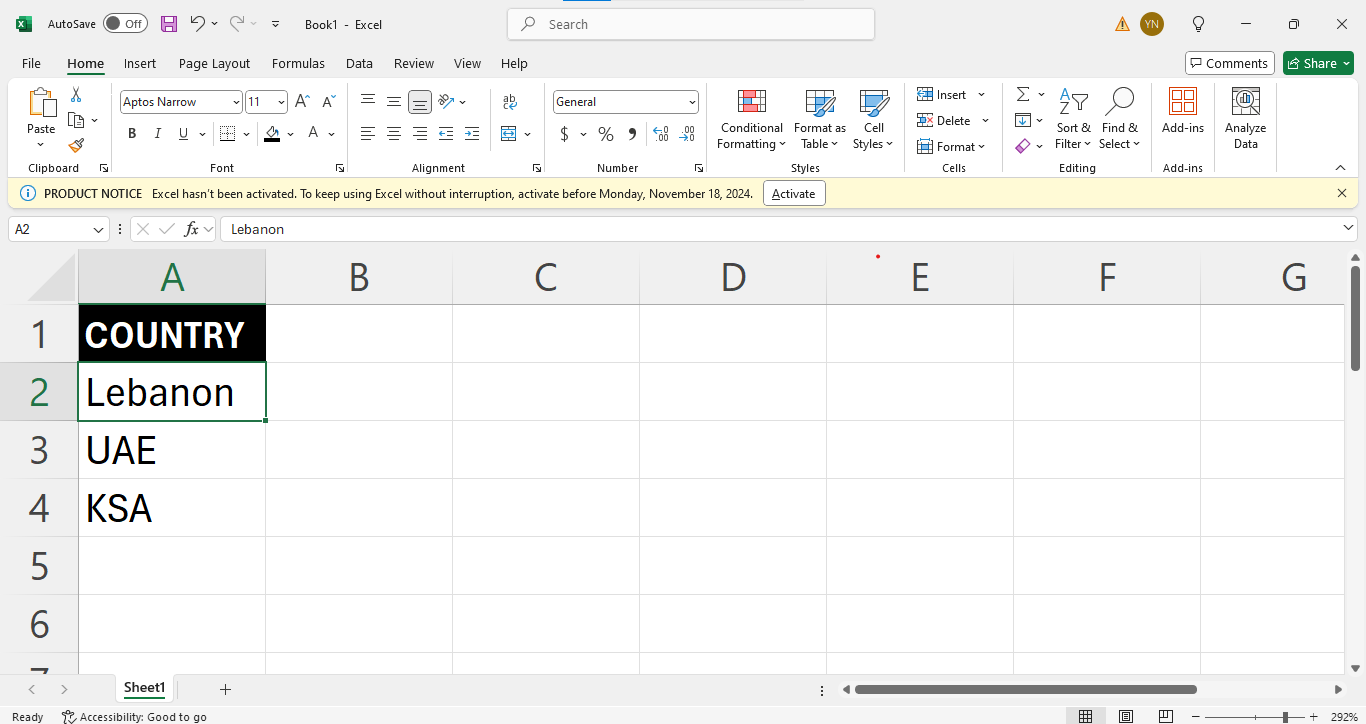 AutoSave Off Book1 - Excel Search YN
File Home Insert Page Layout Formulas Data Review View Help Comments Share
Aptos Narrow 11 ab General Insert Σ
Paste B I U A $ % , Conditional Formatting Format as Table Cell Styles Delete Sort & Filter Find & Select Add-ins Analyze Data
Format
Clipboard Font Alignment Number Styles Cells Editing Add-ins
PRODUCT NOTICE Excel hasn't been activated. To keep using Excel without interruption, activate before Monday, November 18, 2024. Activate
A2 fx Lebanon
A B C D E F G
1 COUNTRY
2 Lebanon
3 UAE
4 KSA
5
6
Sheet1
Ready Accessibility: Good to go 292%